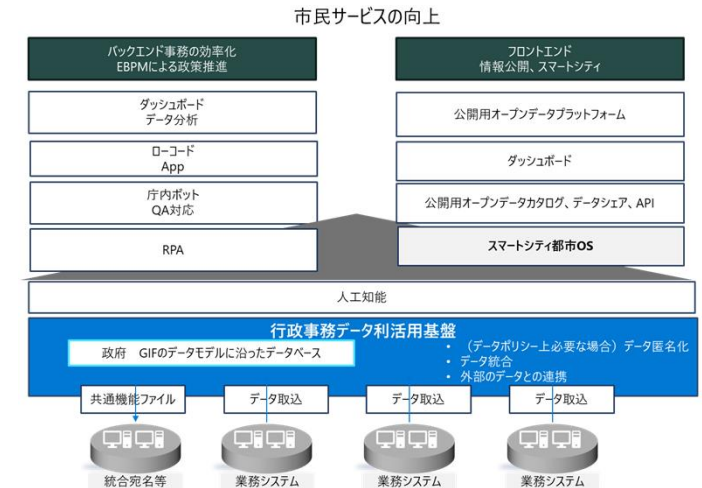 市民サービスの向上
バックエンド事務の効率化
EBPMによる政策推進
ダッシュボード
データ分析
ローコード
App
庁内ボット
QA対応
RPA
フロントエンド
情報公開、スマートシティ
公開用オープンデータプラットフォーム
ダッシュボード
公開用オープンデータカタログ、データシェア、API
スマートシティ都市OS
人工知能
行政事務データ利活用基盤
政府 GIFのデータモデルに沿ったデータベース
• （データポリシー上必要な場合）データ匿名化
• データ統合
• 外部のデータとの連携
共通機能ファイル
データ取込
データ取込
データ取込
統合宛名等
業務システム
業務システム
業務システム